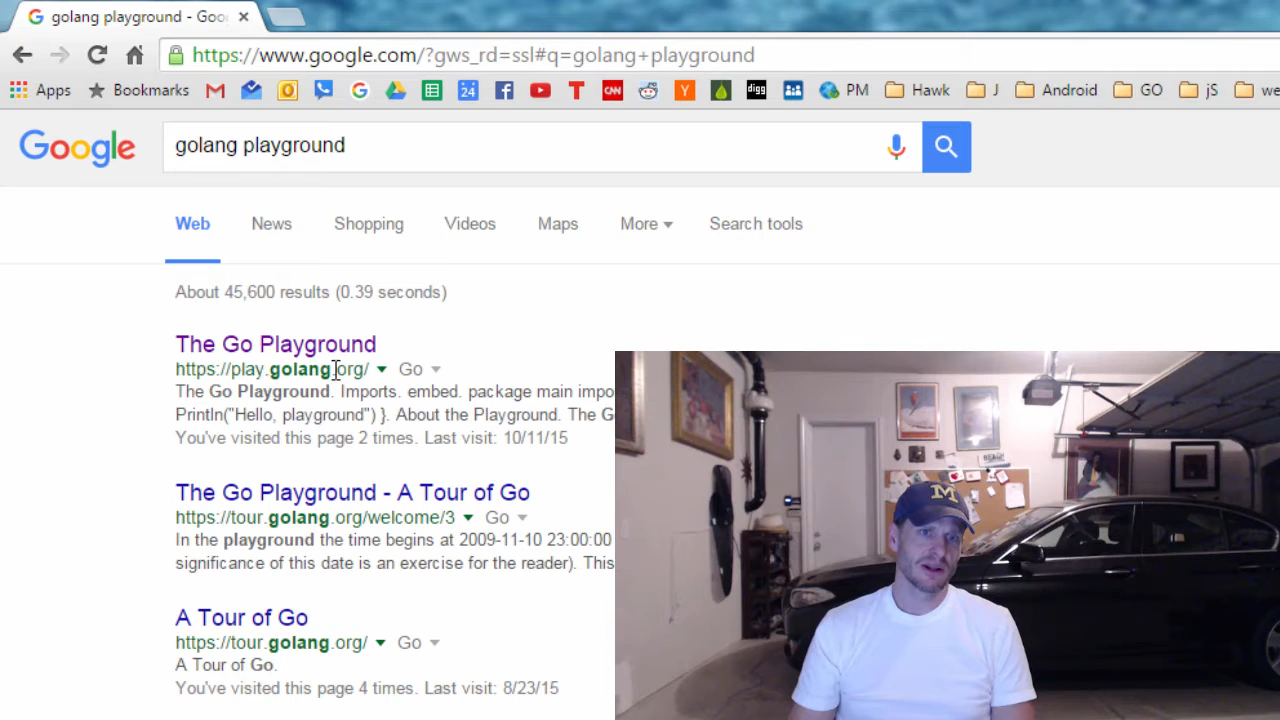 golang playground - Goo
https://www.google.com/?gws_rd=ssl#q=golang+playground
Apps Bookmarks 24 T CNN Y digg PM Hawk J Android GO jS we
Google golang playground
Web News Shopping Videos Maps More Search tools
About 45,600 results (0.39 seconds)
The Go Playground
https://play.golang.org/ Go
The Go Playground. Imports. embed. package main impo
Println("Hello, playground") }. About the Playground. The G
You've visited this page 2 times. Last visit: 10/11/15
The Go Playground - A Tour of Go
https://tour.golang.org/welcome/3 Go
In the playground the time begins at 2009-11-10 23:00:00
significance of this date is an exercise for the reader). This
A Tour of Go
https://tour.golang.org/ Go
A Tour of Go.
You've visited this page 4 times. Last visit: 8/23/15
BEACH
M